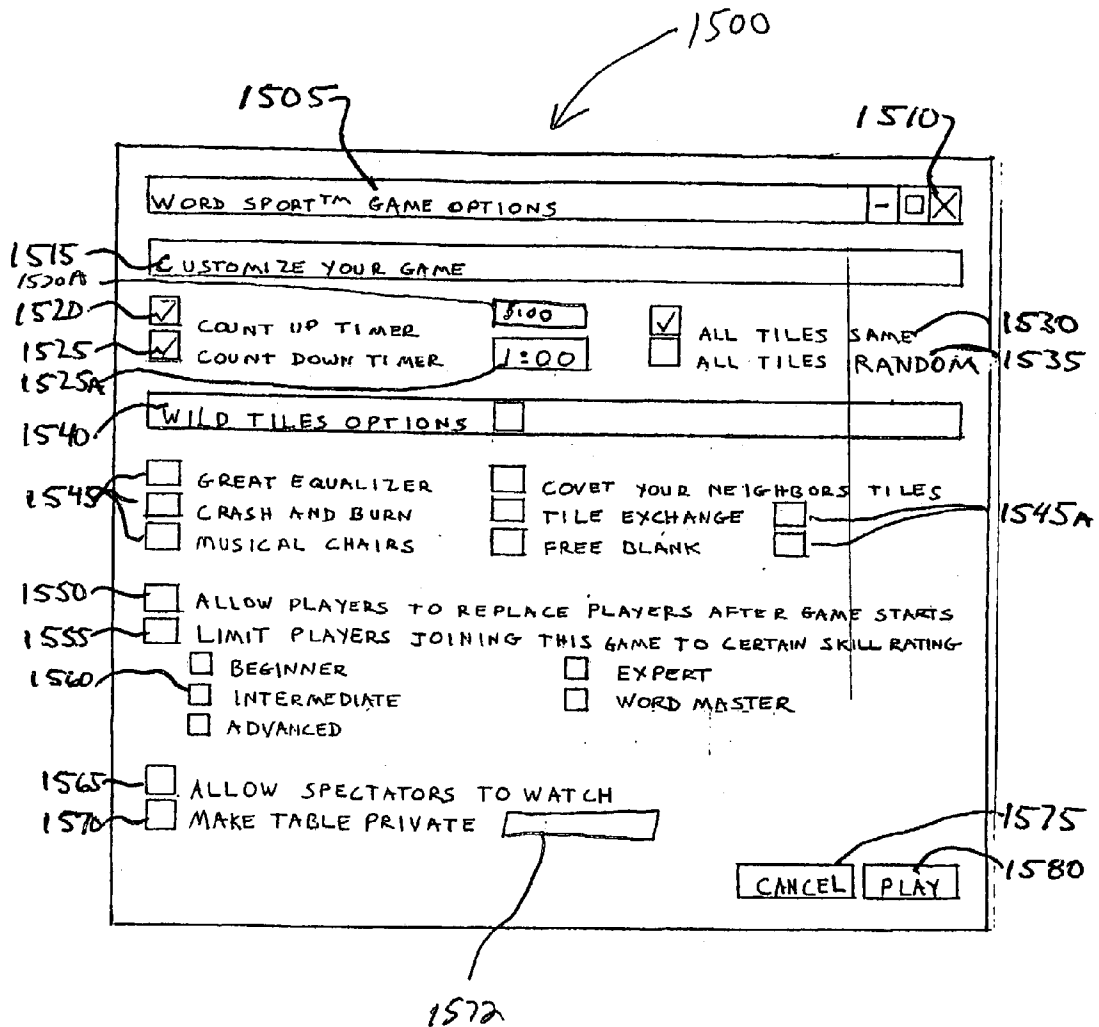 1500
1505
1510
WORD SPORT™ GAME OPTIONS
1515
CUSTOMIZE YOUR GAME
1520A
1520
COUNT UP TIMER
5:00
ALL TILES SAME
1530
1525
COUNT DOWN TIMER
1:00
ALL TILES RANDOM
1535
1525A
1540
WILD TILES OPTIONS
1545
GREAT EQUALIZER
COVET YOUR NEIGHBORS TILES
CRASH AND BURN
TILE EXCHANGE
1545A
MUSICAL CHAIRS
FREE BLANK
1550
ALLOW PLAYERS TO REPLACE PLAYERS AFTER GAME STARTS
1555
LIMIT PLAYERS JOINING THIS GAME TO CERTAIN SKILL RATING
BEGINNER
EXPERT
1560
INTERMEDIATE
WORD MASTER
ADVANCED
1565
ALLOW SPECTATORS TO WATCH
1570
MAKE TABLE PRIVATE
1575
CANCEL
PLAY
1580
1572